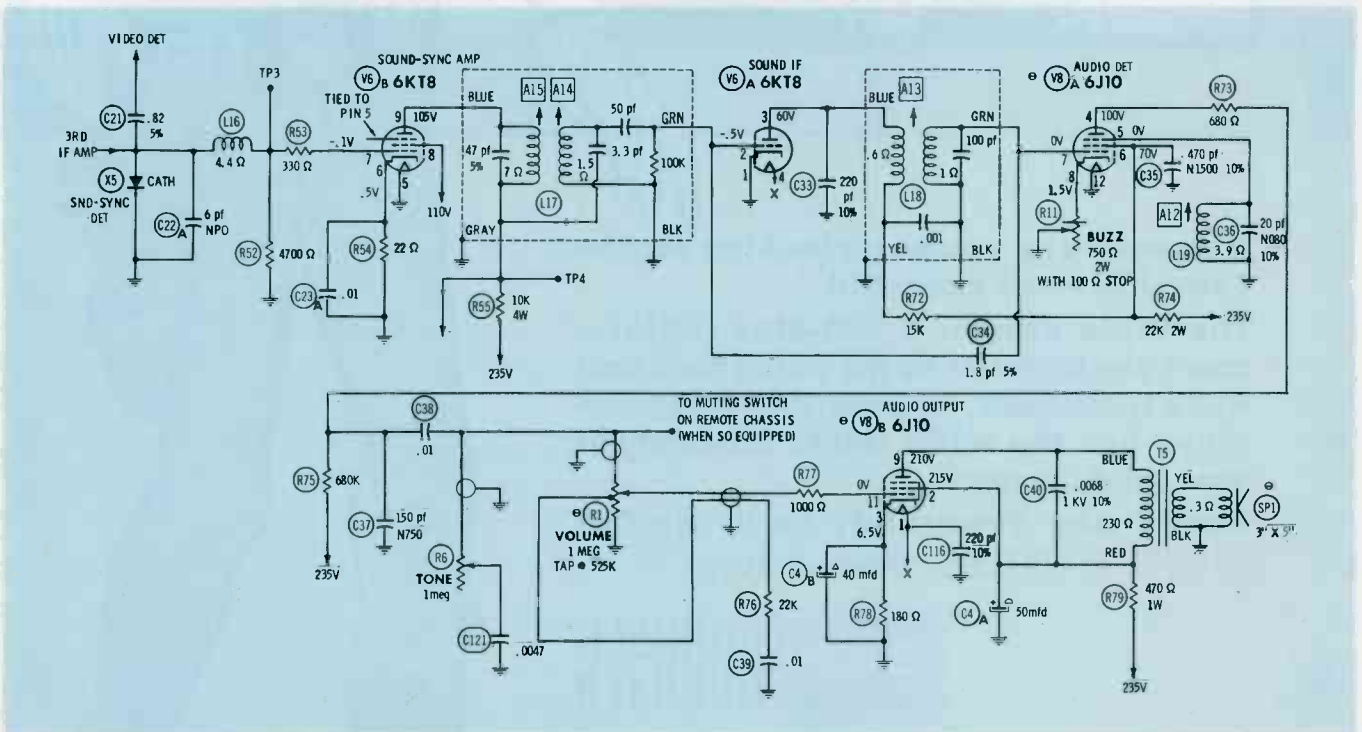 VIDEO DET
C21
.82
5%
3RD
IF AMP
X5
CATH
SND-SYNC
DET
C22
A
6 pf
NPO
L16
4.4 Ω
TP3
R53
330 Ω
R52
4700 Ω
SOUND-SYNC AMP
V6 B 6KT8
TIED TO
PIN 5
-.1V
9
105V
7
8
6
5
.5V
110V
R54
22 Ω
C23
A
.01
BLUE
A15
A14
50 pf
GRN
47 pf
5%
7 Ω
1.5
Ω
3.3 pf
100K
L17
GRAY
BLK
TP4
R55
10K
4W
235V
SOUND IF
V6 A 6KT8
3
60V
-.5V
2
1
4
X
C33
220
pf
10%
BLUE
A13
GRN
.6 Ω
1 Ω
100 pf
L18
.001
YEL
BLK
R72
15K
C34
1.8 pf 5%
AUDIO DET
⊖ V8 A 6J10
4
100V
R73
680 Ω
5
0V
0V
7
6
70V
8
12
1.5V
.470 pf
N1500 10%
C35
R11
BUZZ
750 Ω
2W
WITH 100 Ω STOP
A12
L19
3.9 Ω
C36
20 pf
N080
10%
R74
22K 2W
235V
C38
.01
TO MUTING SWITCH
ON REMOTE CHASSIS
(WHEN SO EQUIPPED)
R75
680K
235V
C37
150 pf
N750
R6
TONE
1meg
C121
.0047
⊖ R1
VOLUME
1 MEG
TAP @ 525K
R76
22K
C39
.01
R77
1000 Ω
AUDIO OUTPUT
⊖ V8 B 6J10
9
210V
0V
215V
11
2
3
1
6.5V
X
C116
220 pf
10%
C4
B
40 mfd
R78
180 Ω
C4
A
50mfd
C40
.0068
1 KV 10%
BLUE
T5
230 Ω
YEL
.3 Ω
BLK
RED
SP1
⊖
3" X 5"
R79
470 Ω
1W
235V